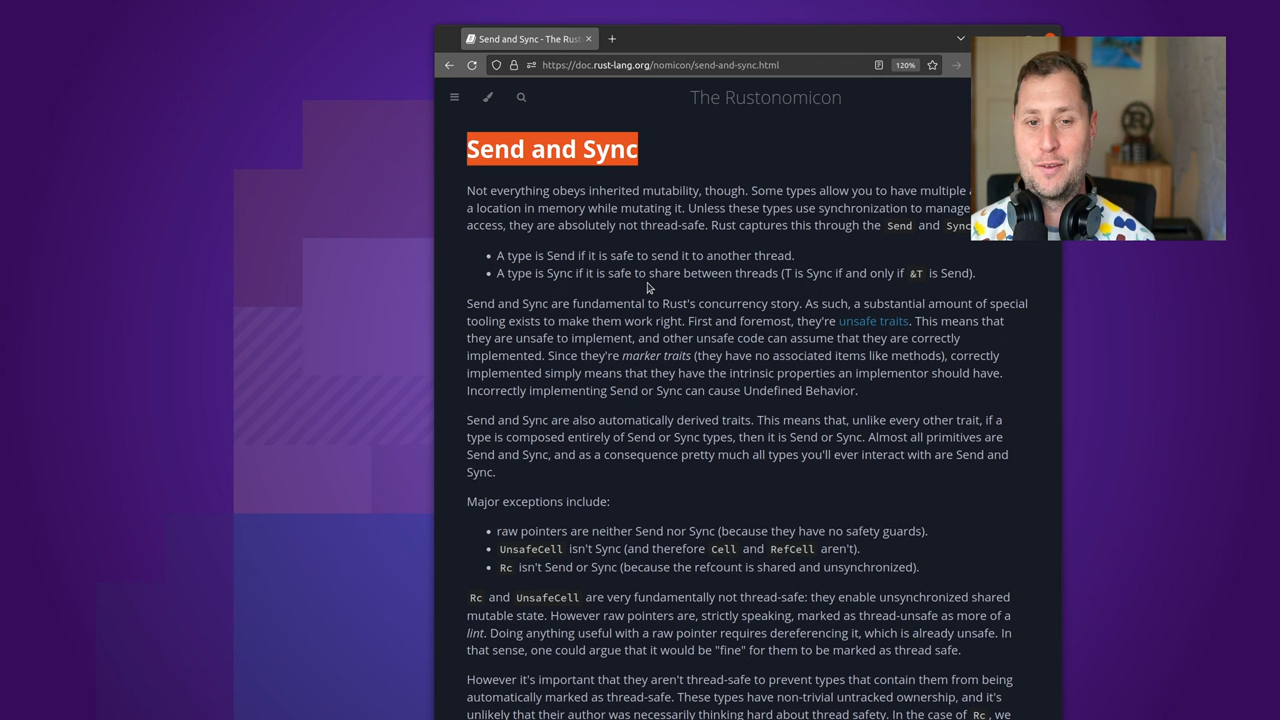 Send and Sync - The Rust
https://doc.rust-lang.org/nomicon/send-and-sync.html
120%
The Rustonomicon
Send and Sync
Not everything obeys inherited mutability, though. Some types allow you to have multiple
a location in memory while mutating it. Unless these types use synchronization to manage
access, they are absolutely not thread-safe. Rust captures this through the Send and Sync
• A type is Send if it is safe to send it to another thread.
• A type is Sync if it is safe to share between threads (T is Sync if and only if &T is Send).
Send and Sync are fundamental to Rust's concurrency story. As such, a substantial amount of special
tooling exists to make them work right. First and foremost, they're unsafe traits. This means that
they are unsafe to implement, and other unsafe code can assume that they are correctly
implemented. Since they're marker traits (they have no associated items like methods), correctly
implemented simply means that they have the intrinsic properties an implementor should have.
Incorrectly implementing Send or Sync can cause Undefined Behavior.
Send and Sync are also automatically derived traits. This means that, unlike every other trait, if a
type is composed entirely of Send or Sync types, then it is Send or Sync. Almost all primitives are
Send and Sync, and as a consequence pretty much all types you'll ever interact with are Send and
Sync.
Major exceptions include:
• raw pointers are neither Send nor Sync (because they have no safety guards).
• UnsafeCell isn't Sync (and therefore Cell and RefCell aren't).
• Rc isn't Send or Sync (because the refcount is shared and unsynchronized).
Rc and UnsafeCell are very fundamentally not thread-safe: they enable unsynchronized shared
mutable state. However raw pointers are, strictly speaking, marked as thread-unsafe as more of a
lint. Doing anything useful with a raw pointer requires dereferencing it, which is already unsafe. In
that sense, one could argue that it would be "fine" for them to be marked as thread safe.
However it's important that they aren't thread-safe to prevent types that contain them from being
automatically marked as thread-safe. These types have non-trivial untracked ownership, and it's
unlikely that their author was necessarily thinking hard about thread safety. In the case of Rc, we